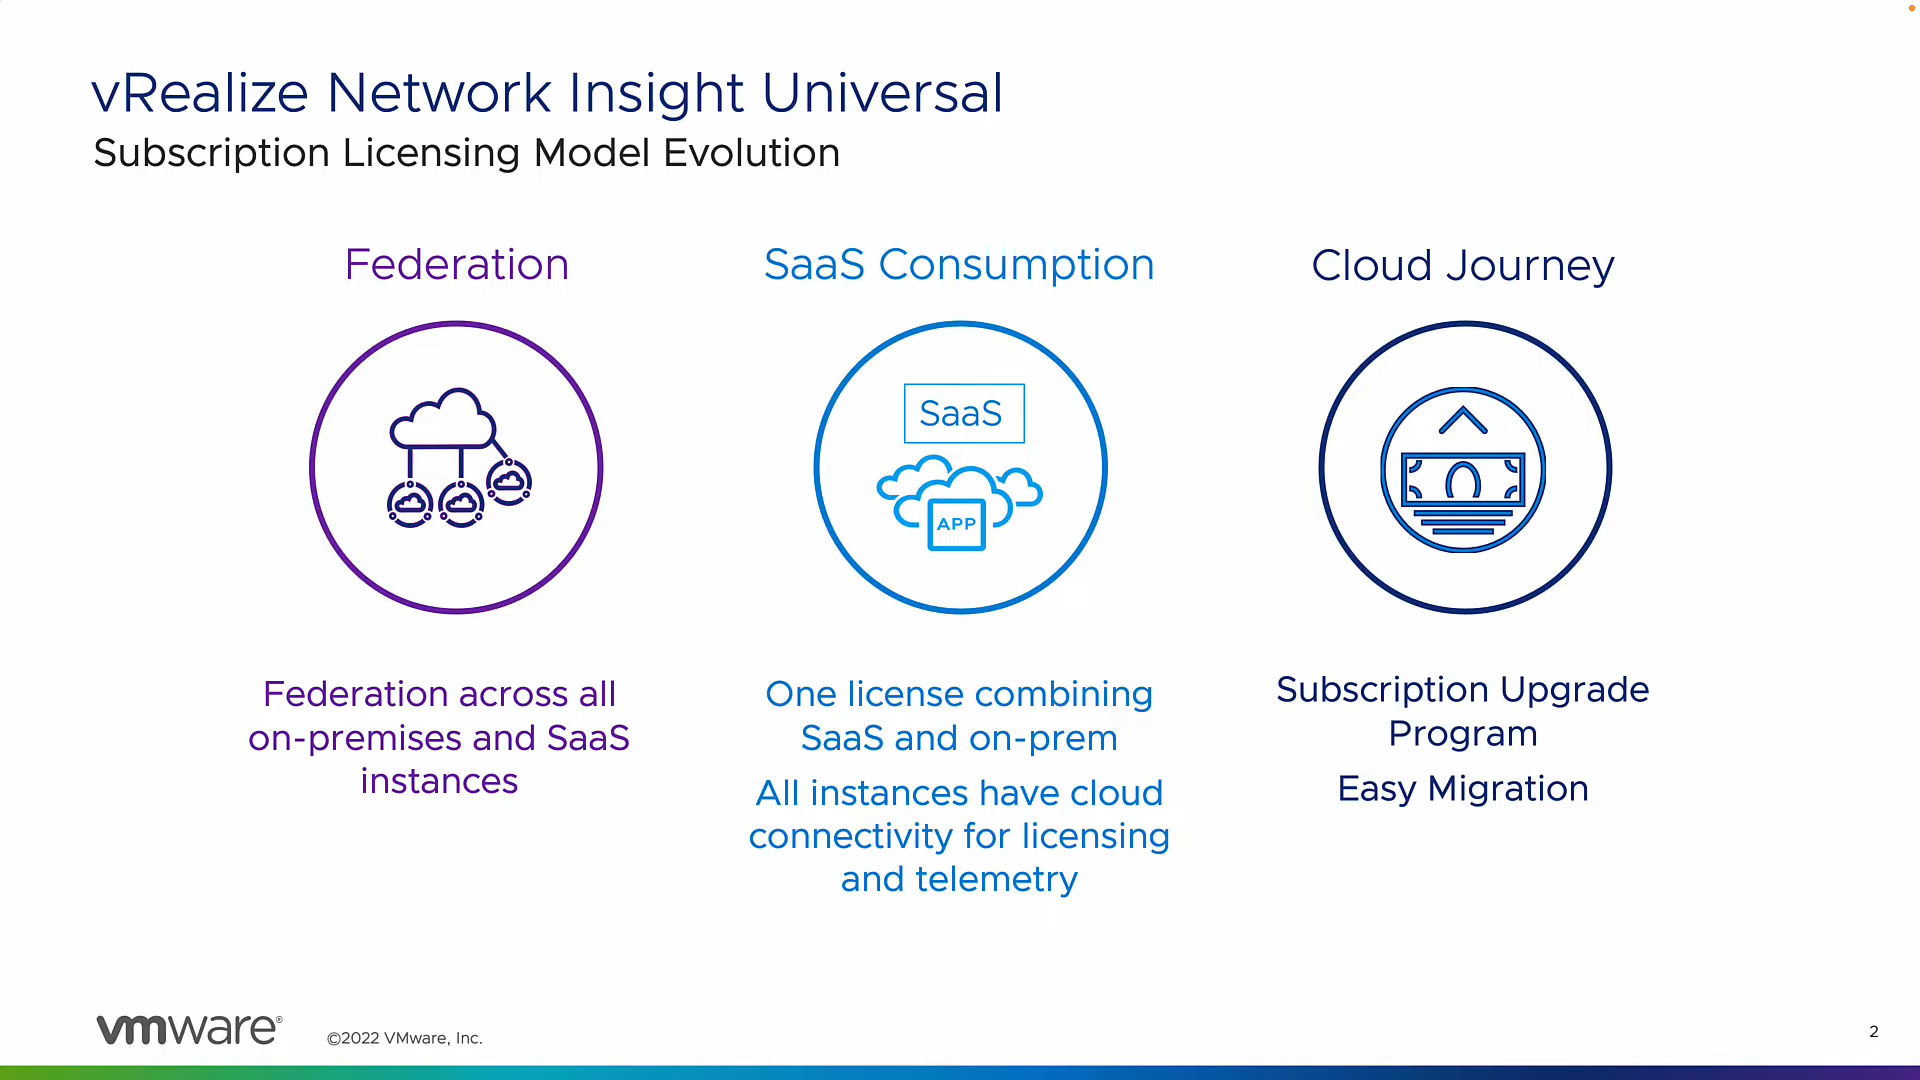 vRealize Network Insight Universal
Subscription Licensing Model Evolution
Federation
SaaS Consumption
Cloud Journey
SaaS
APP
Federation across all
on-premises and SaaS
instances
One license combining
SaaS and on-prem
All instances have cloud
connectivity for licensing
and telemetry
Subscription Upgrade
Program
Easy Migration
vmware®
©2022 VMware, Inc.
2